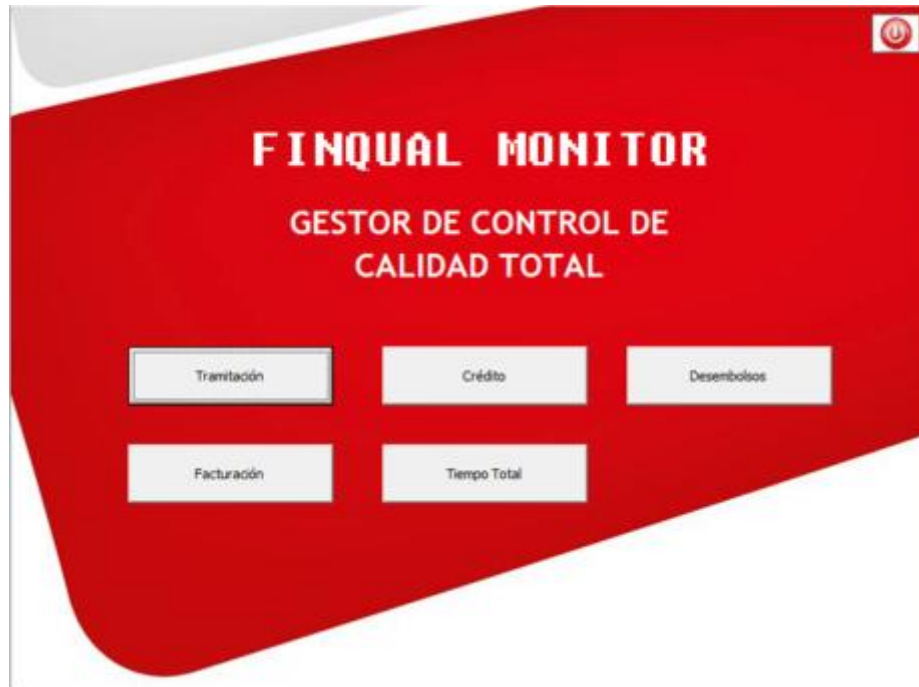 FINQUAL MONITOR
GESTOR DE CONTROL DE
CALIDAD TOTAL
Tramitación
Crédito
Desembolsos
Facturación
Tiempo Total